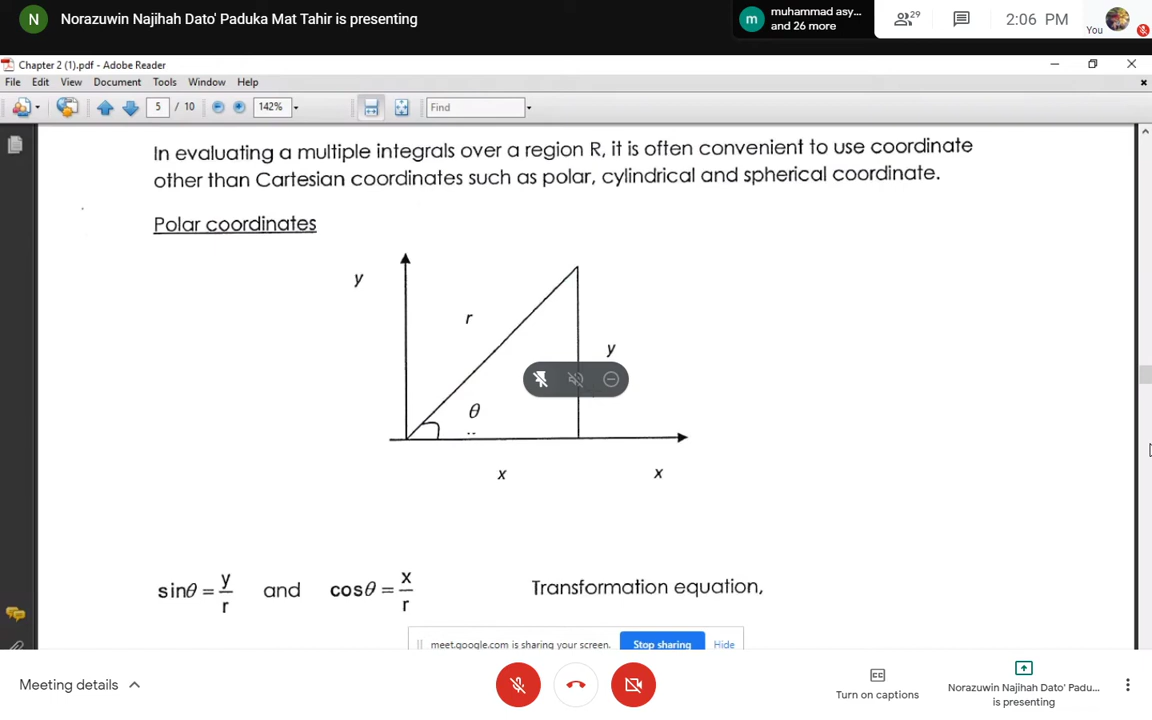 N Norazuwin Najihah Dato' Paduka Mat Tahir is presenting
m muhammad asy...
and 26 more
29
2:06 PM
You
Chapter 2 (1).pdf - Adobe Reader
File Edit View Document Tools Window Help
5 / 10 142% Find
In evaluating a multiple integrals over a region R, it is often convenient to use coordinate
other than Cartesian coordinates such as polar, cylindrical and spherical coordinate.
Polar coordinates
y
r
y
θ
x x
sinθ = y/r and cosθ = x/r Transformation equation,
meet.google.com is sharing your screen. Stop sharing Hide
Meeting details
Turn on captions
Norazuwin Najihah Dato' Padu...
is presenting